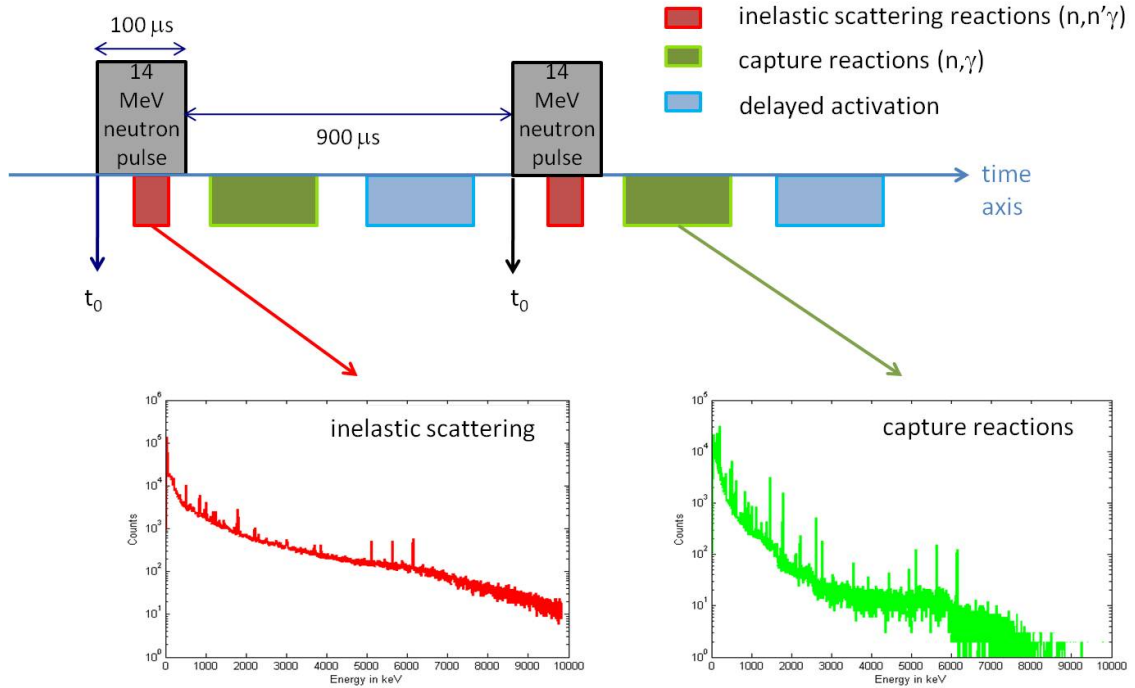 100 μs
inelastic scattering reactions (n,n'γ)
capture reactions (n,γ)
delayed activation
14
MeV
neutron
pulse
900 μs
14
MeV
neutron
pulse
time
axis
t0
t0
inelastic scattering
10^6
10^5
10^4
10^3
10^2
10^1
10^0
Counts
0 1000 2000 3000 4000 5000 6000 7000 8000 9000 10000
Energy in keV
capture reactions
10^5
10^4
10^3
10^2
10^1
10^0
Counts
0 1000 2000 3000 4000 5000 6000 7000 8000 9000 10000
Energy in keV